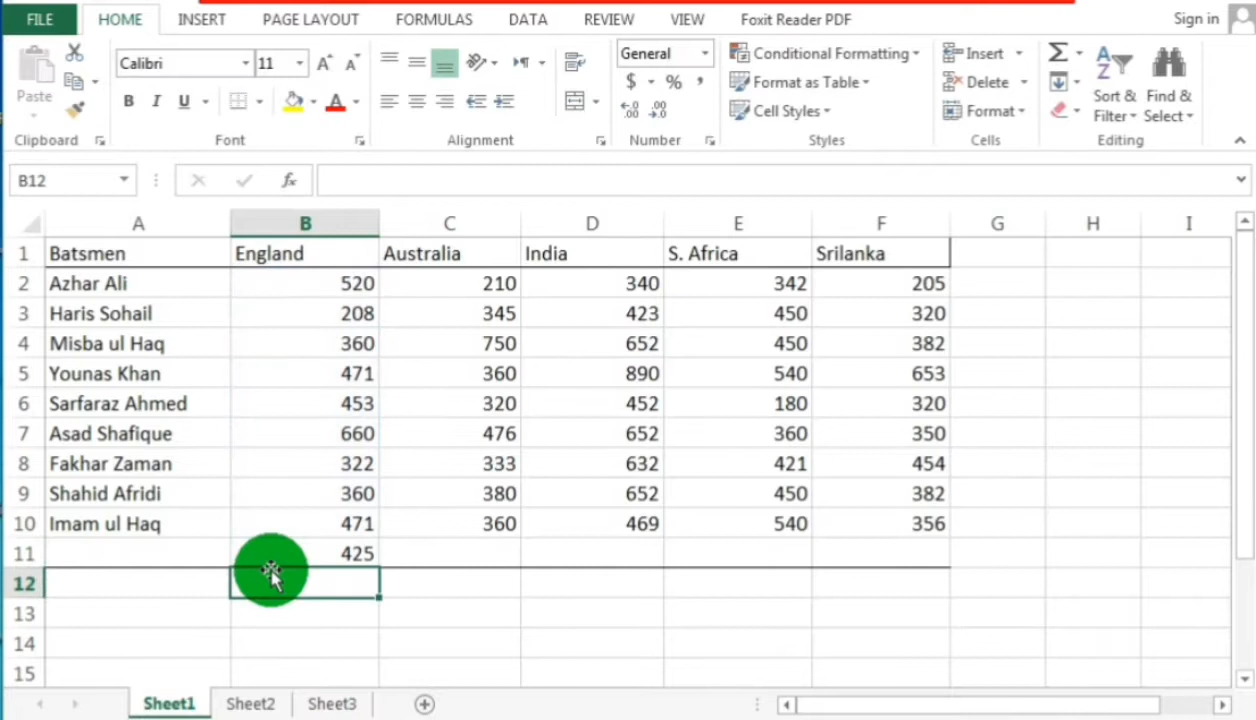 FILE HOME INSERT PAGE LAYOUT FORMULAS DATA REVIEW VIEW Foxit Reader PDF Sign in
Calibri 11 A A General Conditional Formatting Insert Σ A Z
Paste $ % , Format as Table Delete Sort & Find &
B I U A .0 .00 .00 .0 Cell Styles Format Filter Select
Clipboard Font Alignment Number Styles Cells Editing
B12 fx
A B C D E F G H I
1 Batsmen England Australia India S. Africa Srilanka
2 Azhar Ali 520 210 340 342 205
3 Haris Sohail 208 345 423 450 320
4 Misba ul Haq 360 750 652 450 382
5 Younas Khan 471 360 890 540 653
6 Sarfaraz Ahmed 453 320 452 180 320
7 Asad Shafique 660 476 652 360 350
8 Fakhar Zaman 322 333 632 421 454
9 Shahid Afridi 360 380 652 450 382
10 Imam ul Haq 471 360 469 540 356
11 425
12
13
14
15
Sheet1 Sheet2 Sheet3